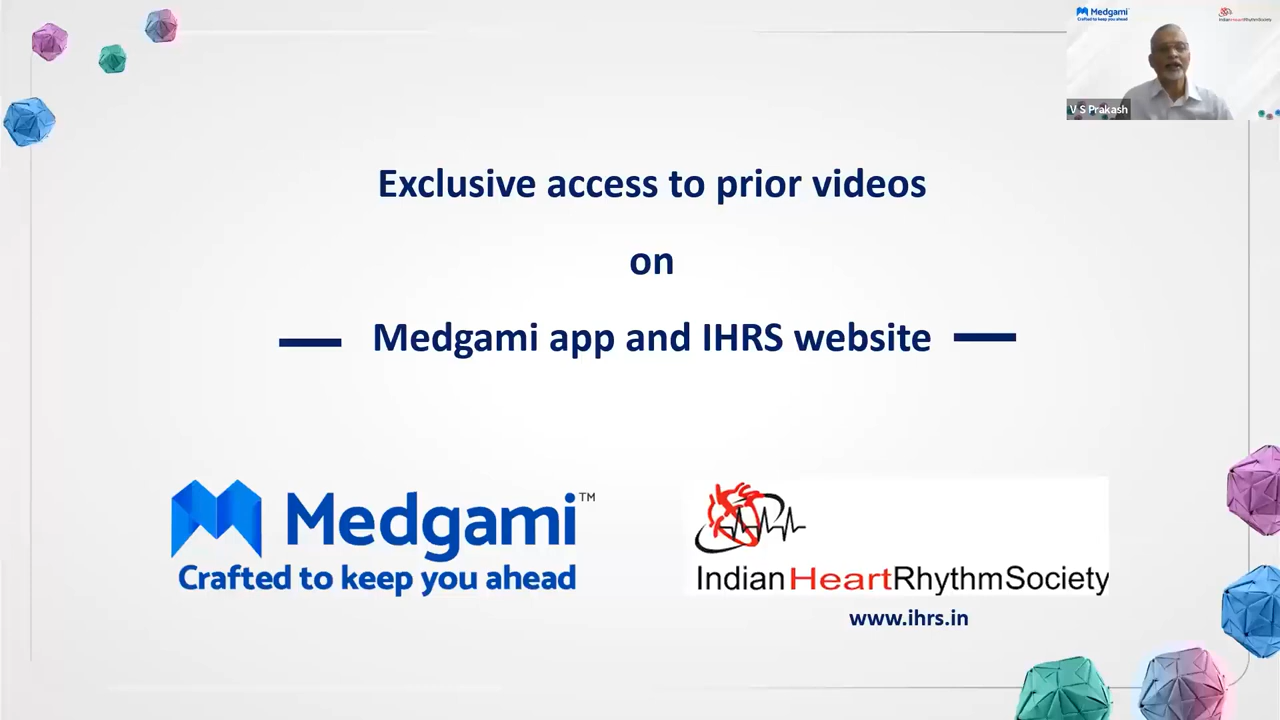 Medgami
Crafted to keep you ahead
IndianHeartRhythmSociety
V S Prakash
Exclusive access to prior videos
on
Medgami app and IHRS website
Medgami™
Crafted to keep you ahead
IndianHeartRhythmSociety
www.ihrs.in